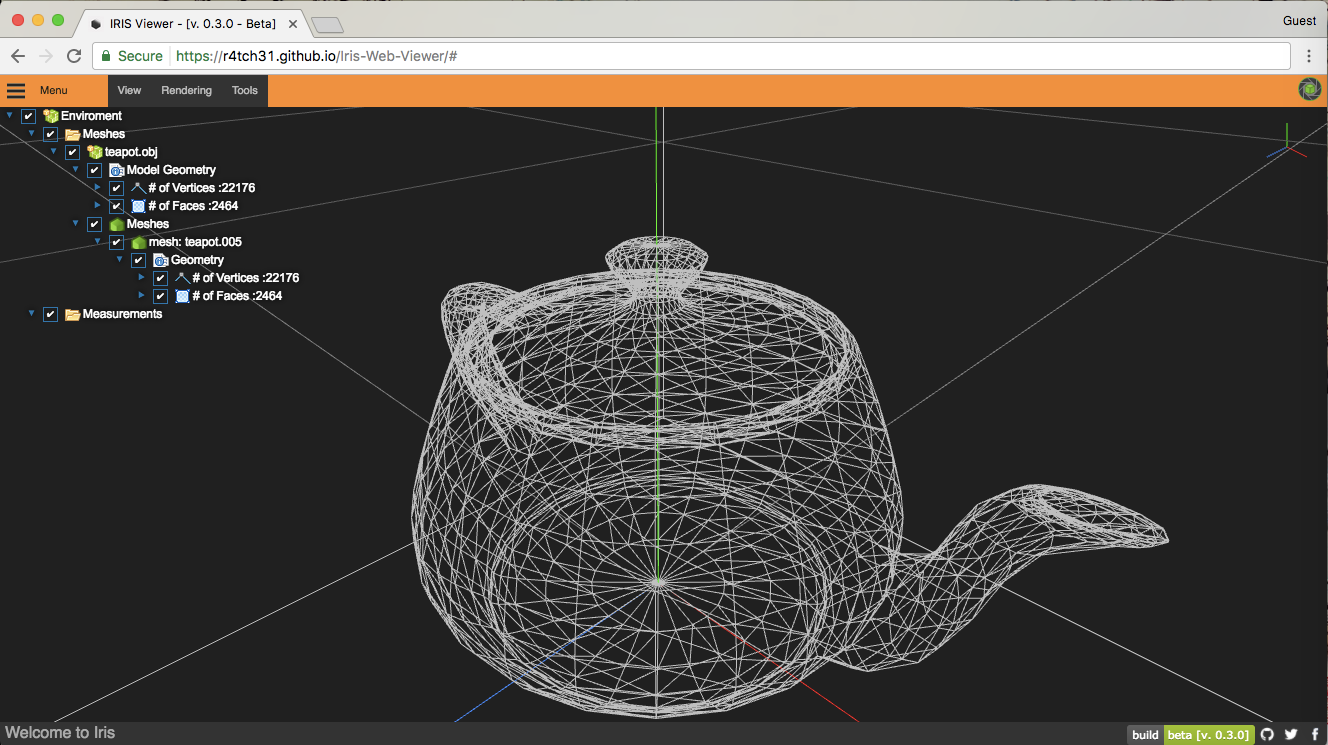 IRIS Viewer - [v. 0.3.0 - Beta]
Guest
Secure https://r4tch31.github.io/Iris-Web-Viewer/#
Menu View Rendering Tools
Enviroment
Meshes
teapot.obj
Model Geometry
# of Vertices :22176
# of Faces :2464
Meshes
mesh: teapot.005
Geometry
# of Vertices :22176
# of Faces :2464
Measurements
Welcome to Iris
build beta [v. 0.3.0]